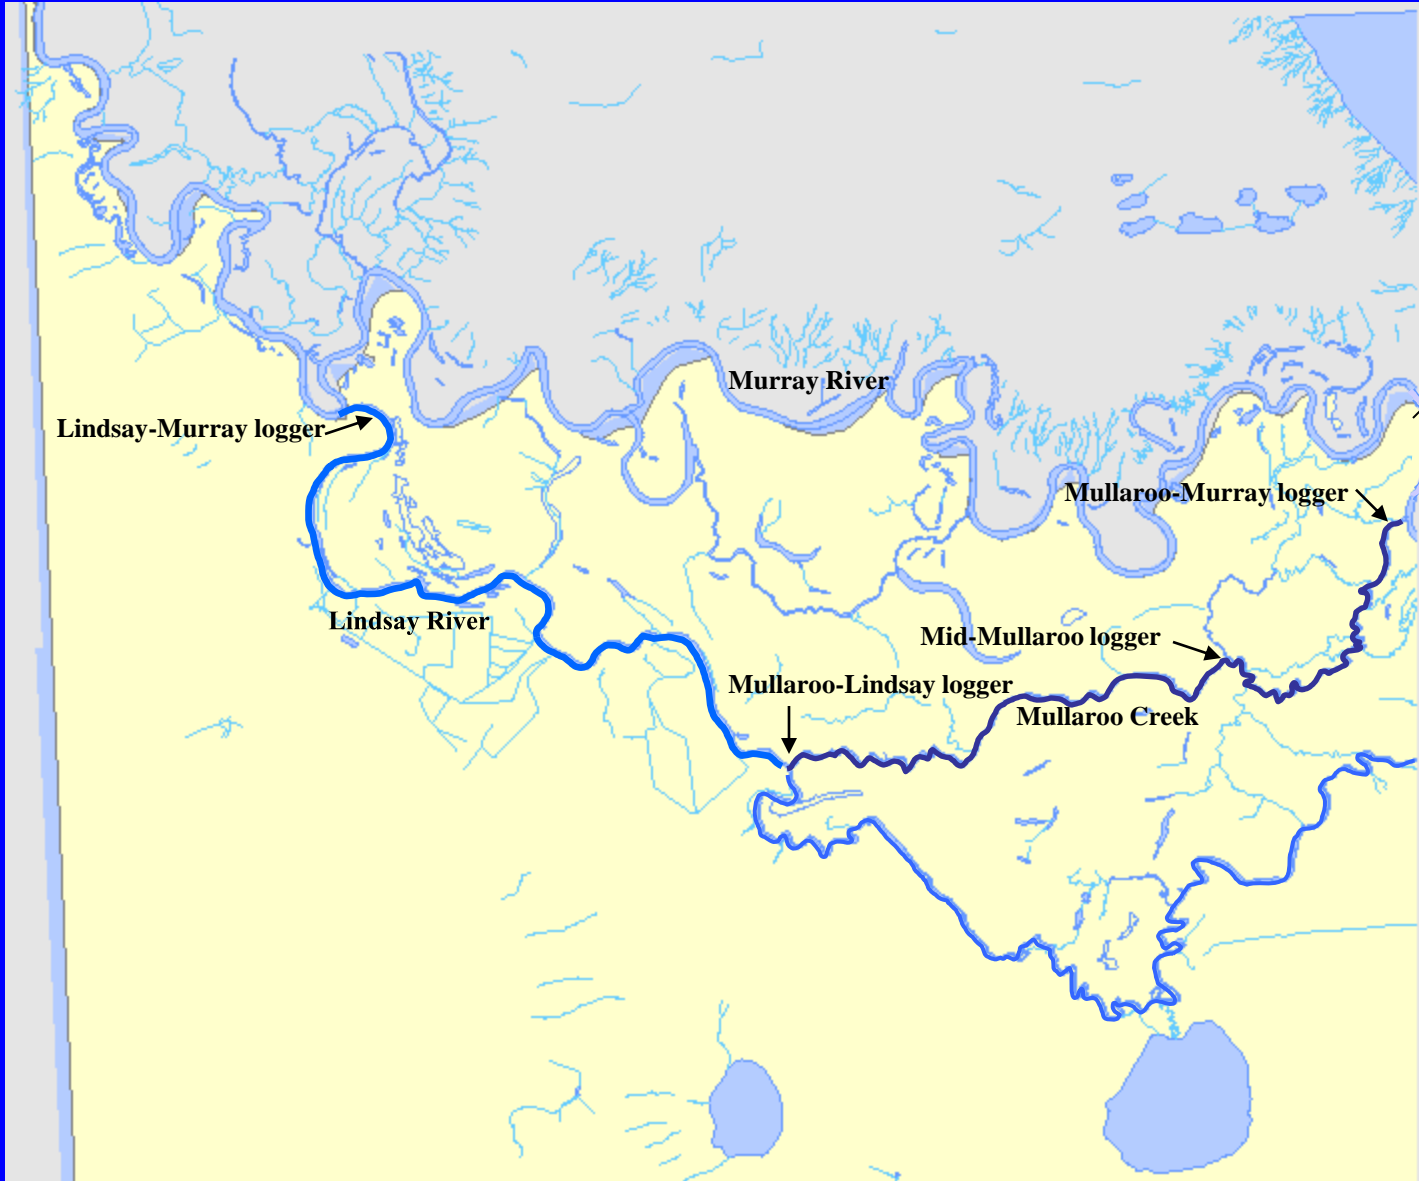 Murray River
Lindsay-Murray logger
Mullaroo-Murray logger
Lindsay River
Mid-Mullaroo logger
Mullaroo-Lindsay logger
Mullaroo Creek